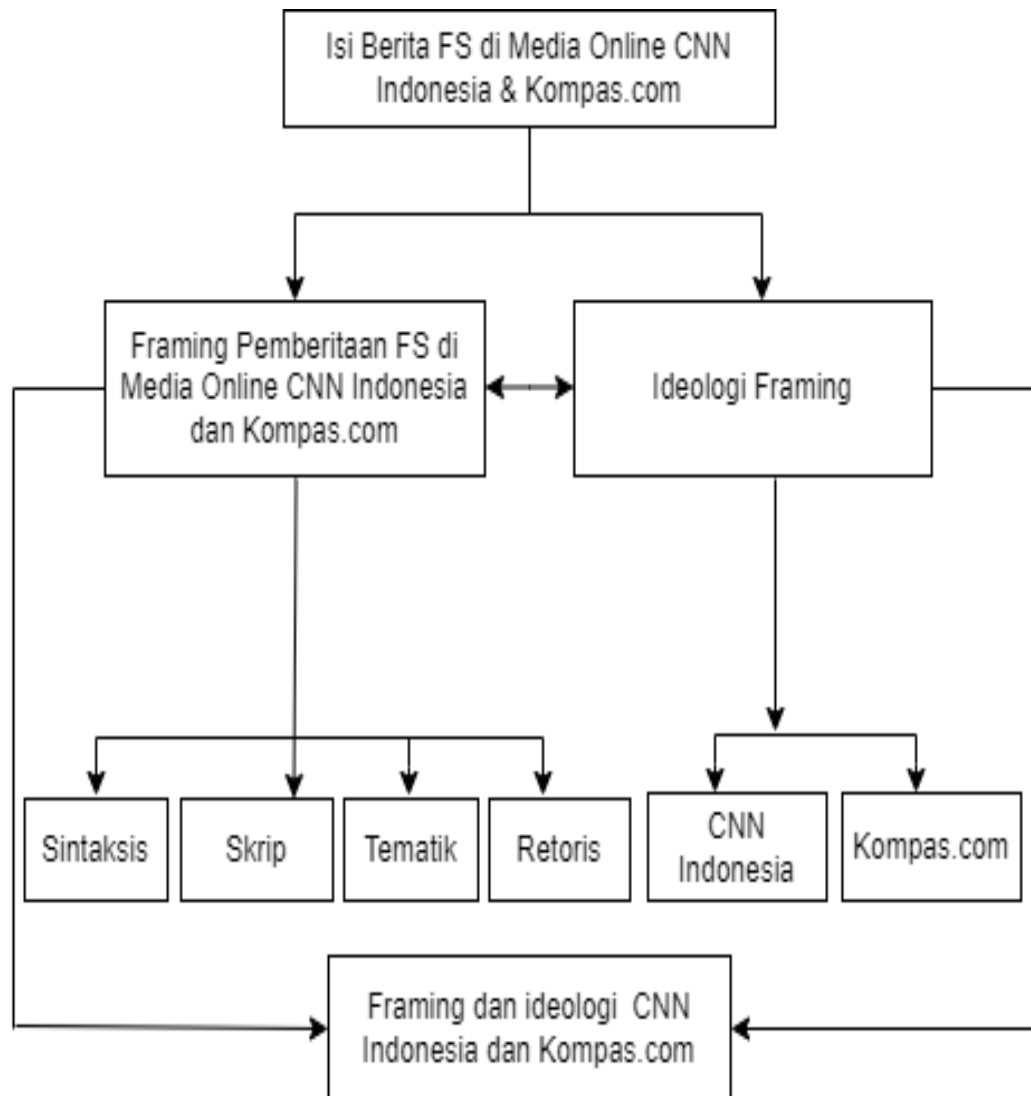 Isi Berita FS di Media Online CNN
Indonesia & Kompas.com
Framing Pemberitaan FS di
Media Online CNN Indonesia
dan Kompas.com
Ideologi Framing
Sintaksis
Skrip
Tematik
Retoris
CNN
Indonesia
Kompas.com
Framing dan ideologi CNN
Indonesia dan Kompas.com